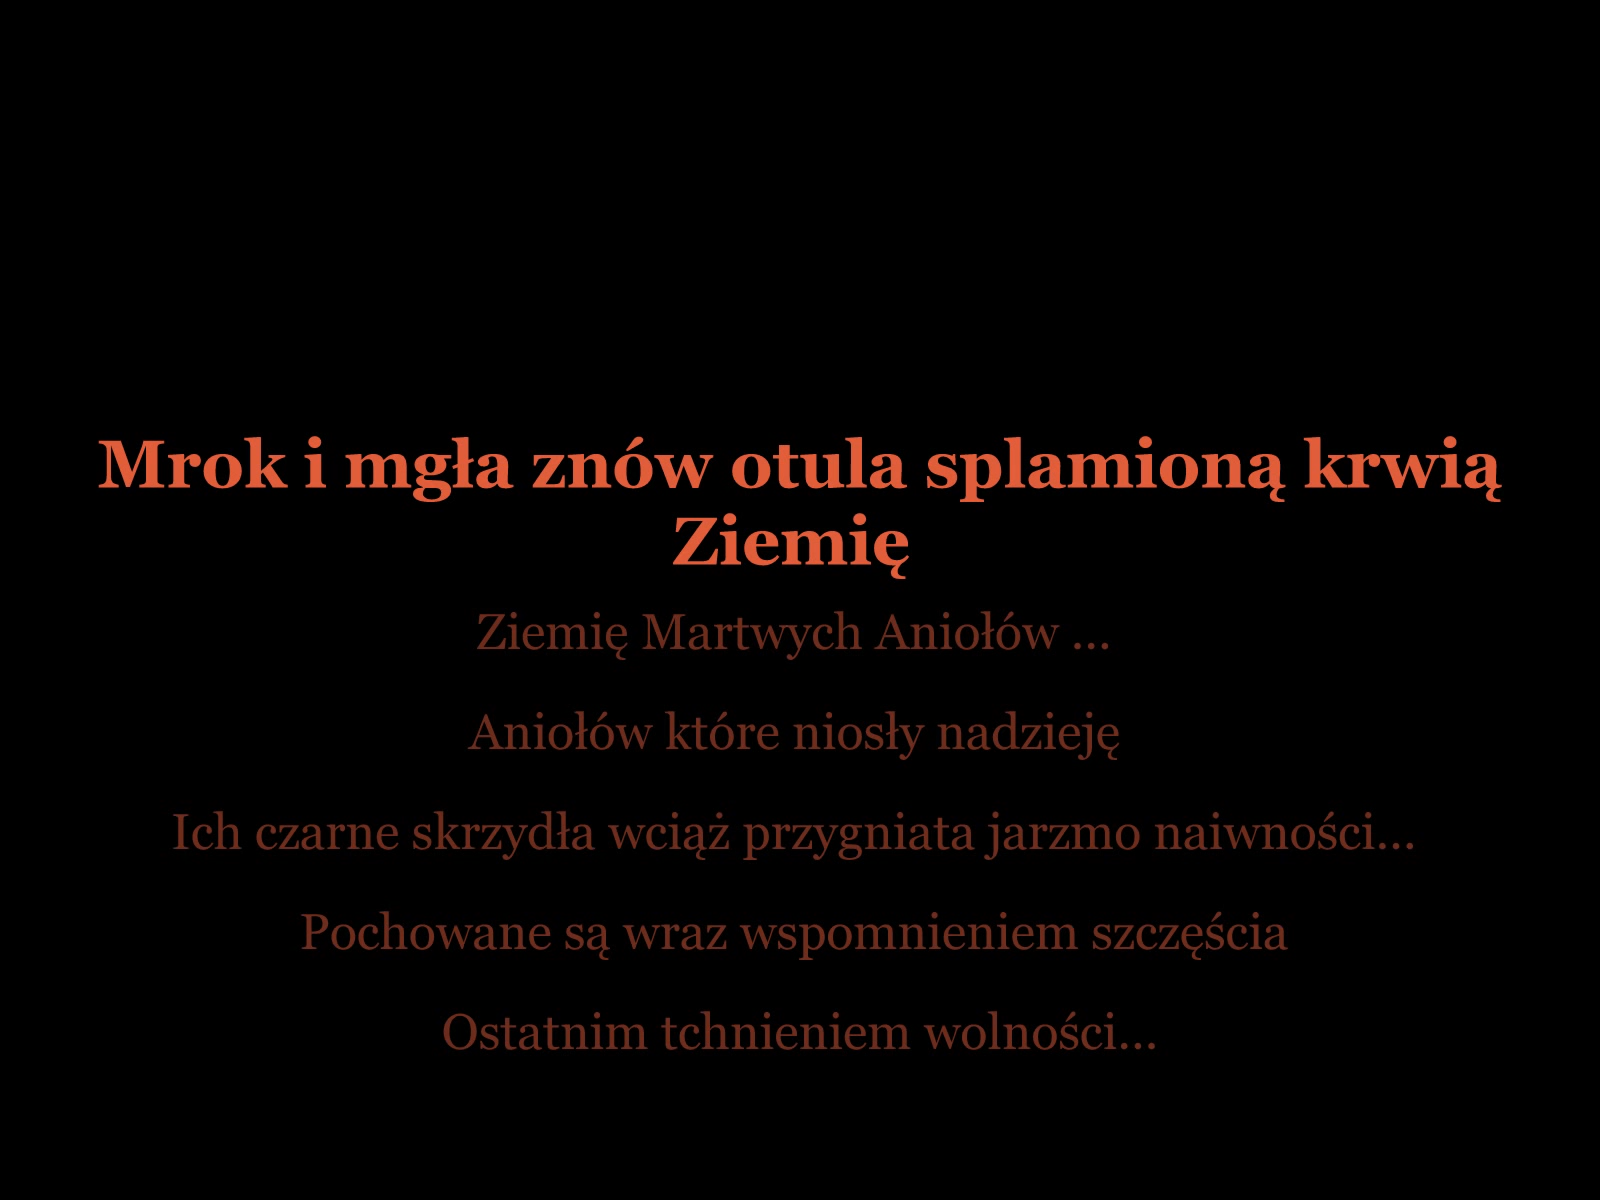 Mrok i mgła znów otula splamioną krwią
Ziemię
Ziemię Martwych Aniołów ...
Aniołów które niosły nadzieję
Ich czarne skrzydła wciąż przygniata jarzmo naiwności...
Pochowane są wraz wspomnieniem szczęścia
Ostatnim tchnieniem wolności...